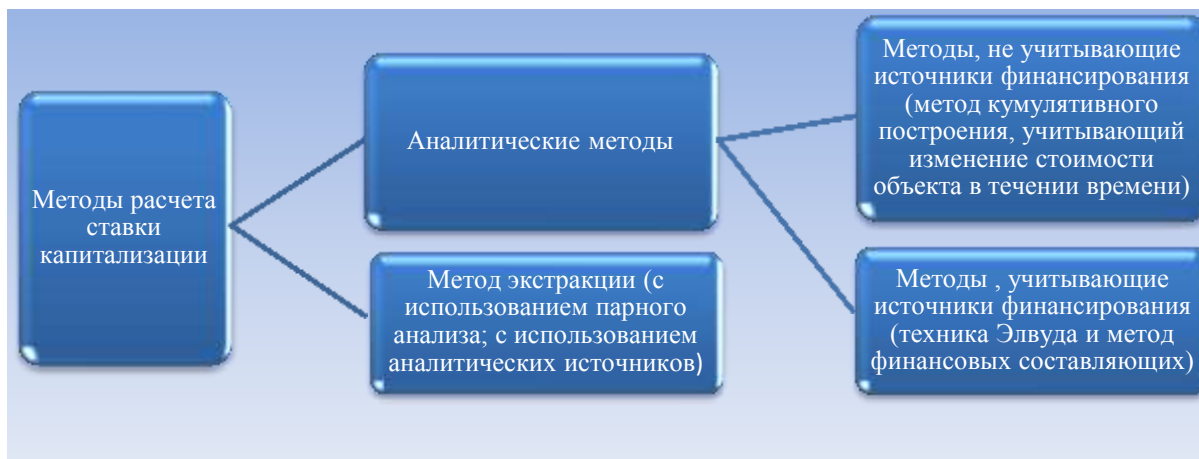 Методы расчета
ставки
капитализации
Аналитические методы
Метод экстракции (с
использованием парного
анализа; с использованием
аналитических источников)
Методы, не учитывающие
источники финансирования
(метод кумулятивного
построения, учитывающий
изменение стоимости
объекта в течении времени)
Методы , учитывающие
источники финансирования
(техника Элвуда и метод
финансовых составляющих)